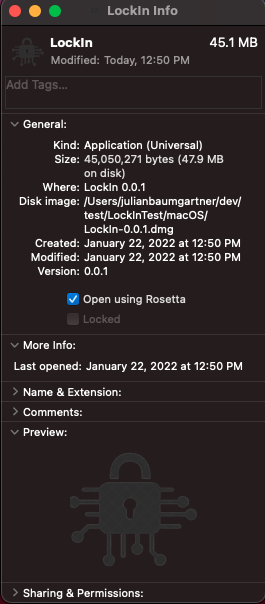 LockIn Info
LockIn 45.1 MB
Modified: Today, 12:50 PM
Add Tags...
General:
Kind: Application (Universal)
Size: 45,050,271 bytes (47.9 MB
on disk)
Where: LockIn 0.0.1
Disk image: /Users/julianbaumgartner/dev/
test/LockInTest/macOS/
LockIn-0.0.1.dmg
Created: January 22, 2022 at 12:50 PM
Modified: January 22, 2022 at 12:50 PM
Version: 0.0.1
Open using Rosetta
Locked
More Info:
Last opened: January 22, 2022 at 12:50 PM
Name & Extension:
Comments:
Preview:
Sharing & Permissions: